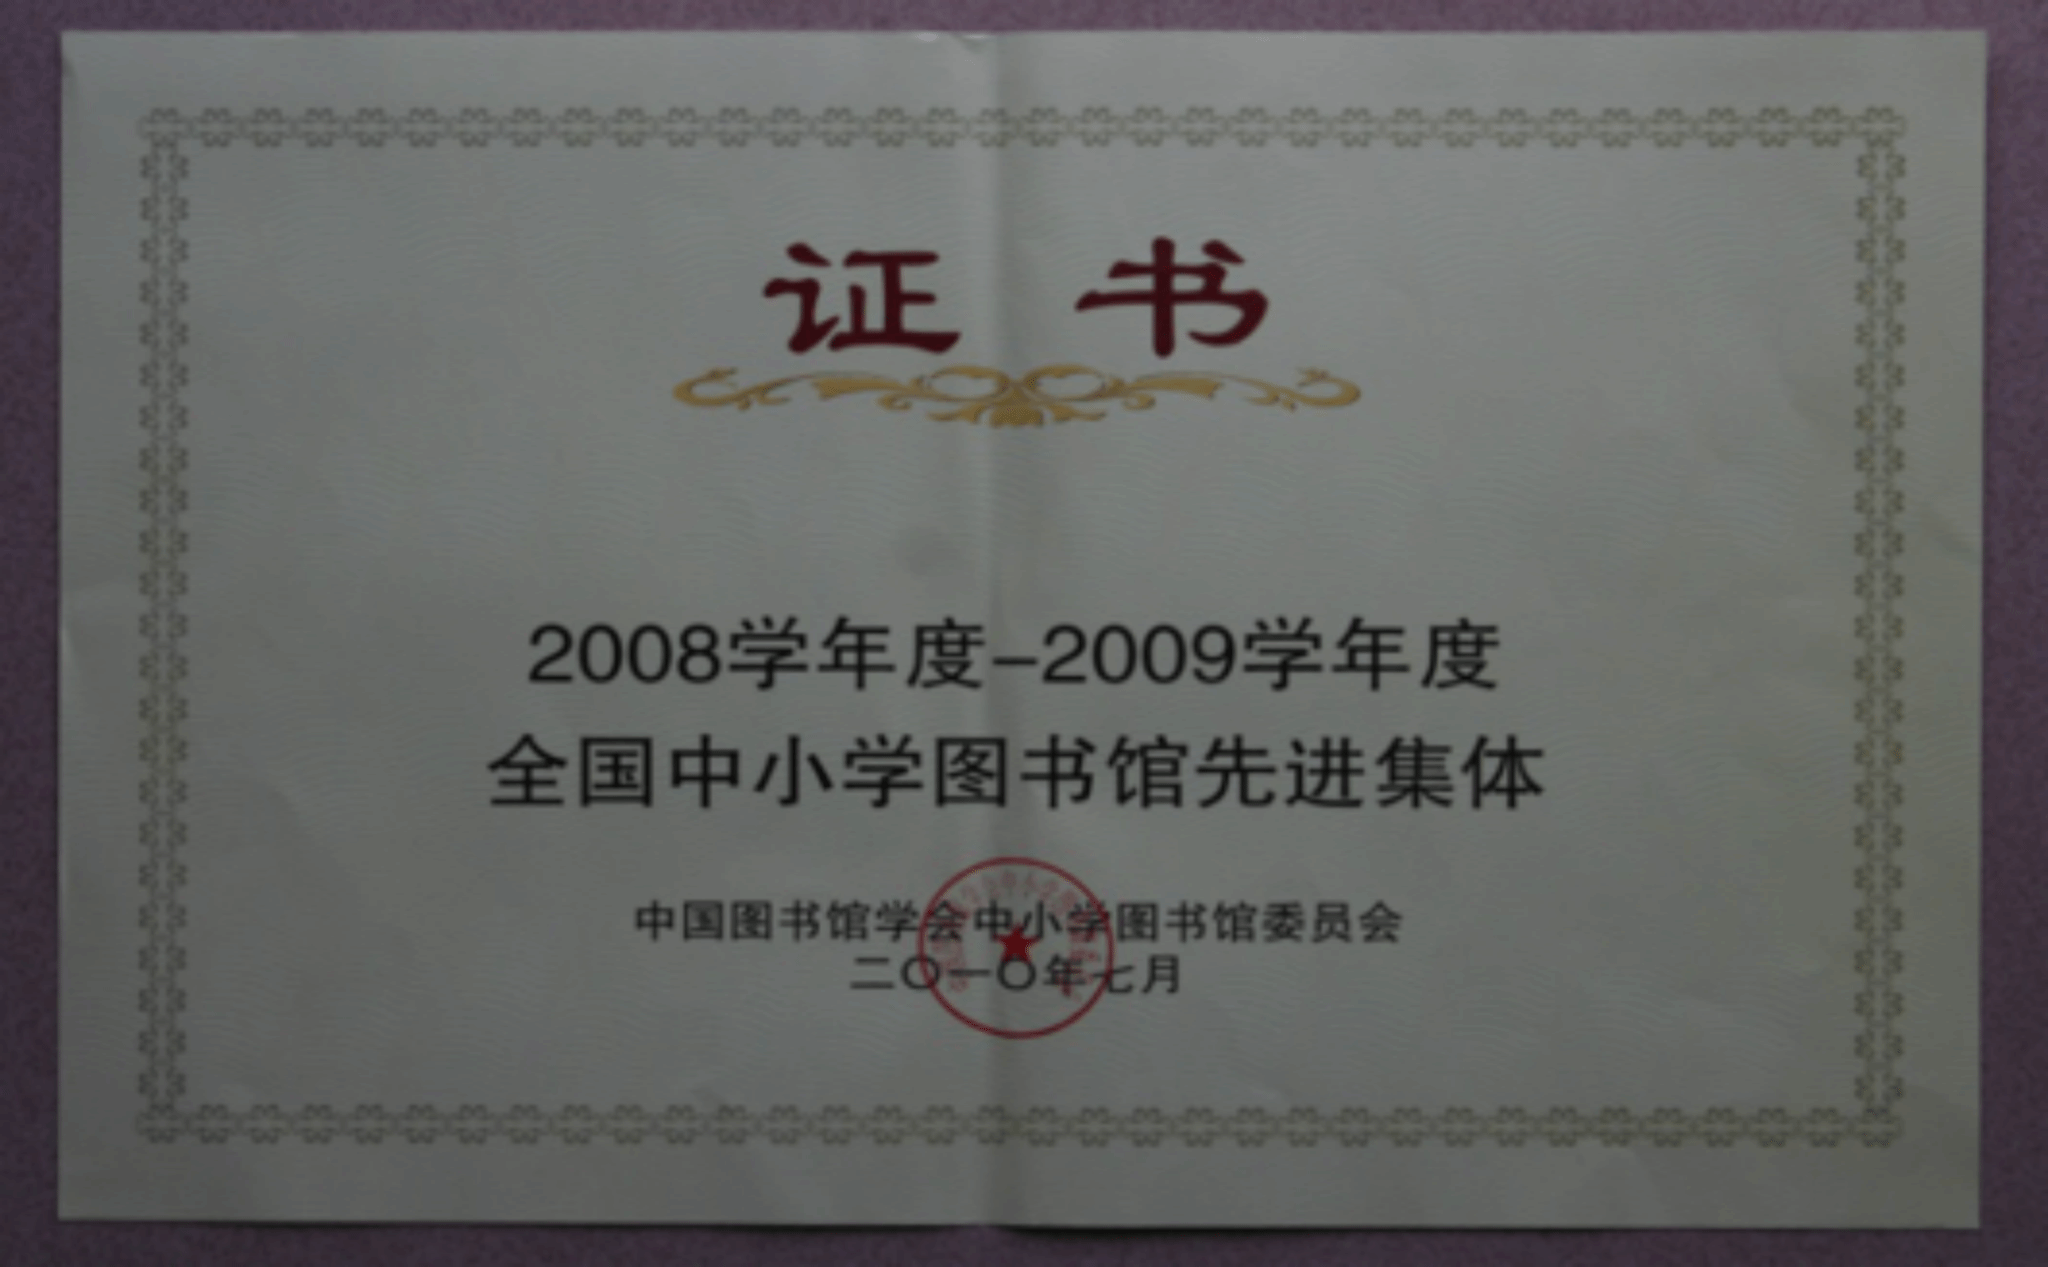 证书
2008学年度-2009学年度
全国中小学图书馆先进集体
中国图书馆学会中小学图书馆委员会
二〇一〇年七月